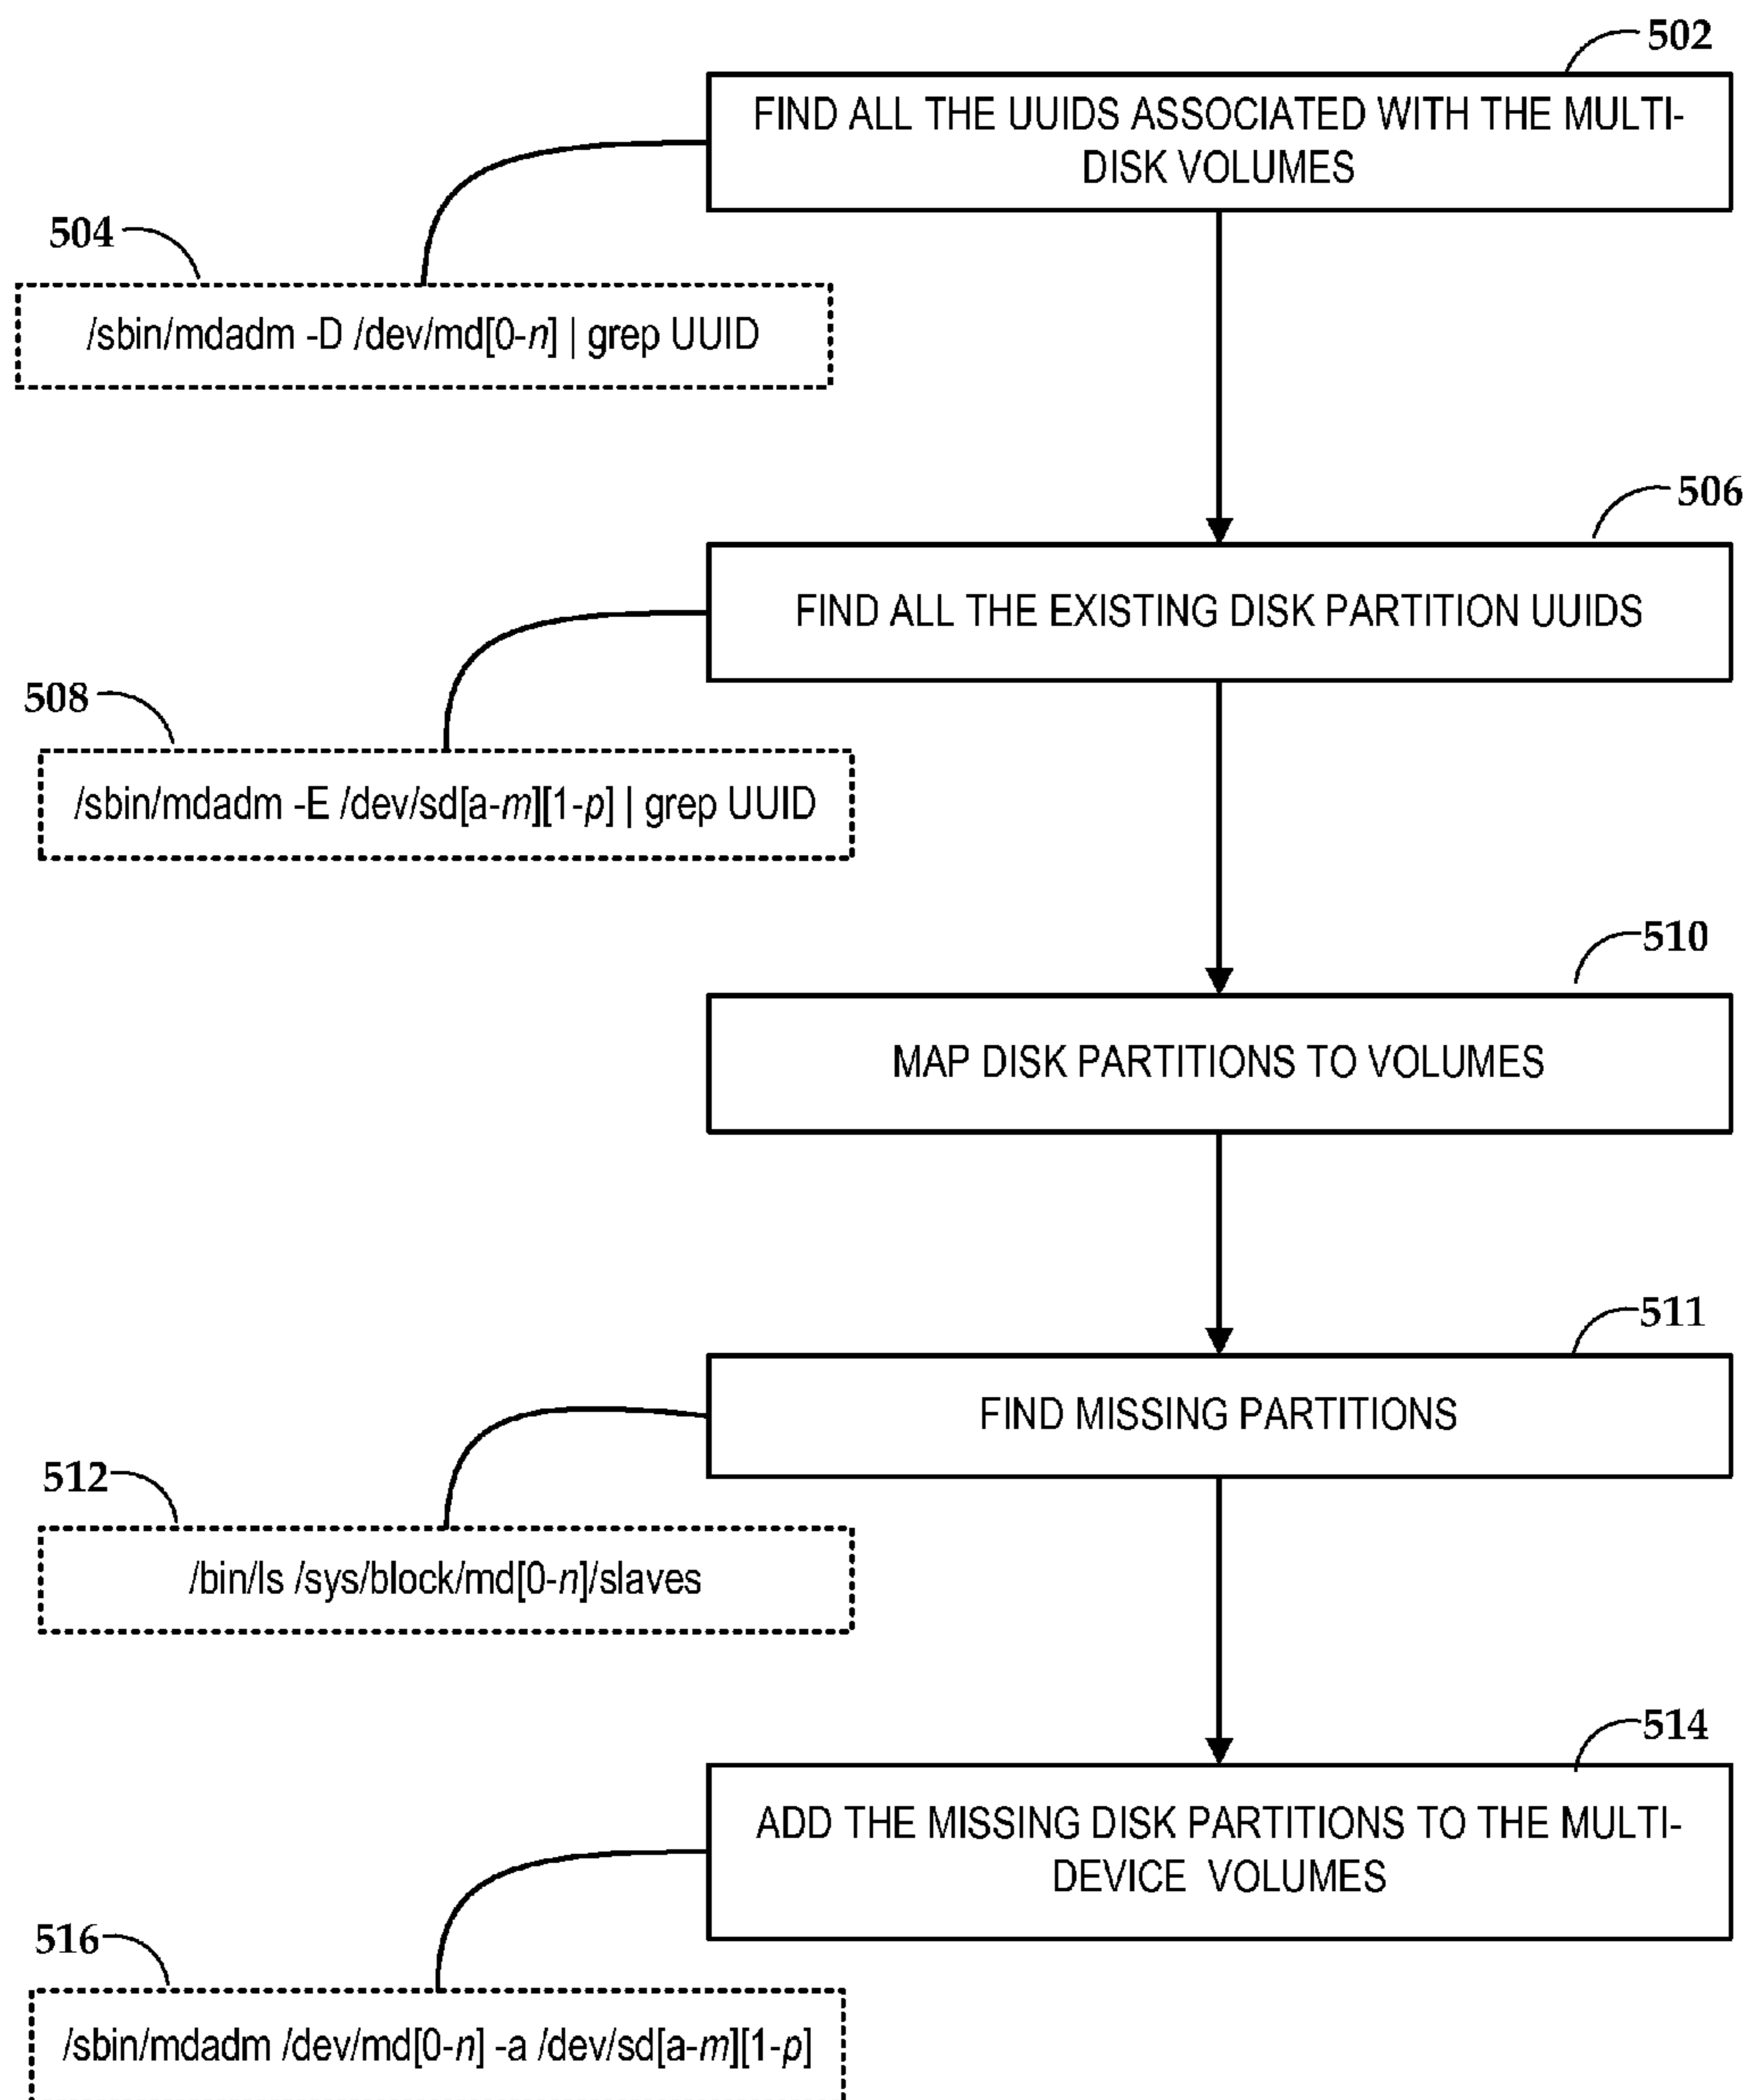 502
FIND ALL THE UUIDS ASSOCIATED WITH THE MULTI-
DISK VOLUMES
504
/sbin/mdadm -D /dev/md[0-n] | grep UUID
506
FIND ALL THE EXISTING DISK PARTITION UUIDS
508
/sbin/mdadm -E /dev/sd[a-m][1-p] | grep UUID
510
MAP DISK PARTITIONS TO VOLUMES
511
FIND MISSING PARTITIONS
512
/bin/ls /sys/block/md[0-n]/slaves
514
ADD THE MISSING DISK PARTITIONS TO THE MULTI-
DEVICE VOLUMES
516
/sbin/mdadm /dev/md[0-n] -a /dev/sd[a-m][1-p]